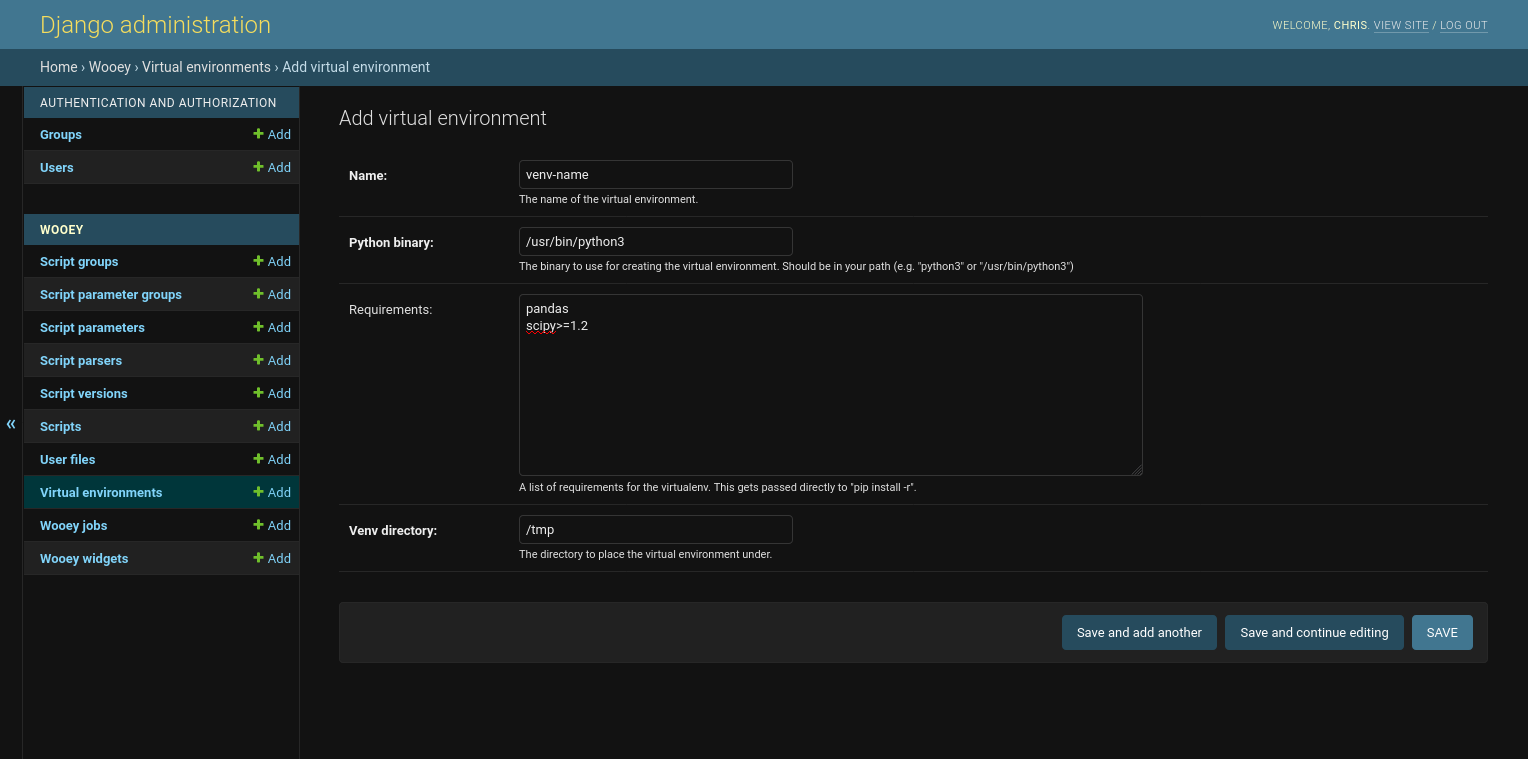 Django administration
WELCOME, CHRIS. VIEW SITE / LOG OUT
Home › Wooey › Virtual environments › Add virtual environment
AUTHENTICATION AND AUTHORIZATION
Groups + Add
Users + Add
WOOEY
Script groups + Add
Script parameter groups + Add
Script parameters + Add
Script parsers + Add
Script versions + Add
Scripts + Add
User files + Add
Virtual environments + Add
Wooey jobs + Add
Wooey widgets + Add
«
Add virtual environment
Name: venv-name
The name of the virtual environment.
Python binary: /usr/bin/python3
The binary to use for creating the virtual environment. Should be in your path (e.g. "python3" or "/usr/bin/python3")
Requirements: pandas
scipy>=1.2
A list of requirements for the virtualenv. This gets passed directly to "pip install -r".
Venv directory: /tmp
The directory to place the virtual environment under.
Save and add another Save and continue editing SAVE